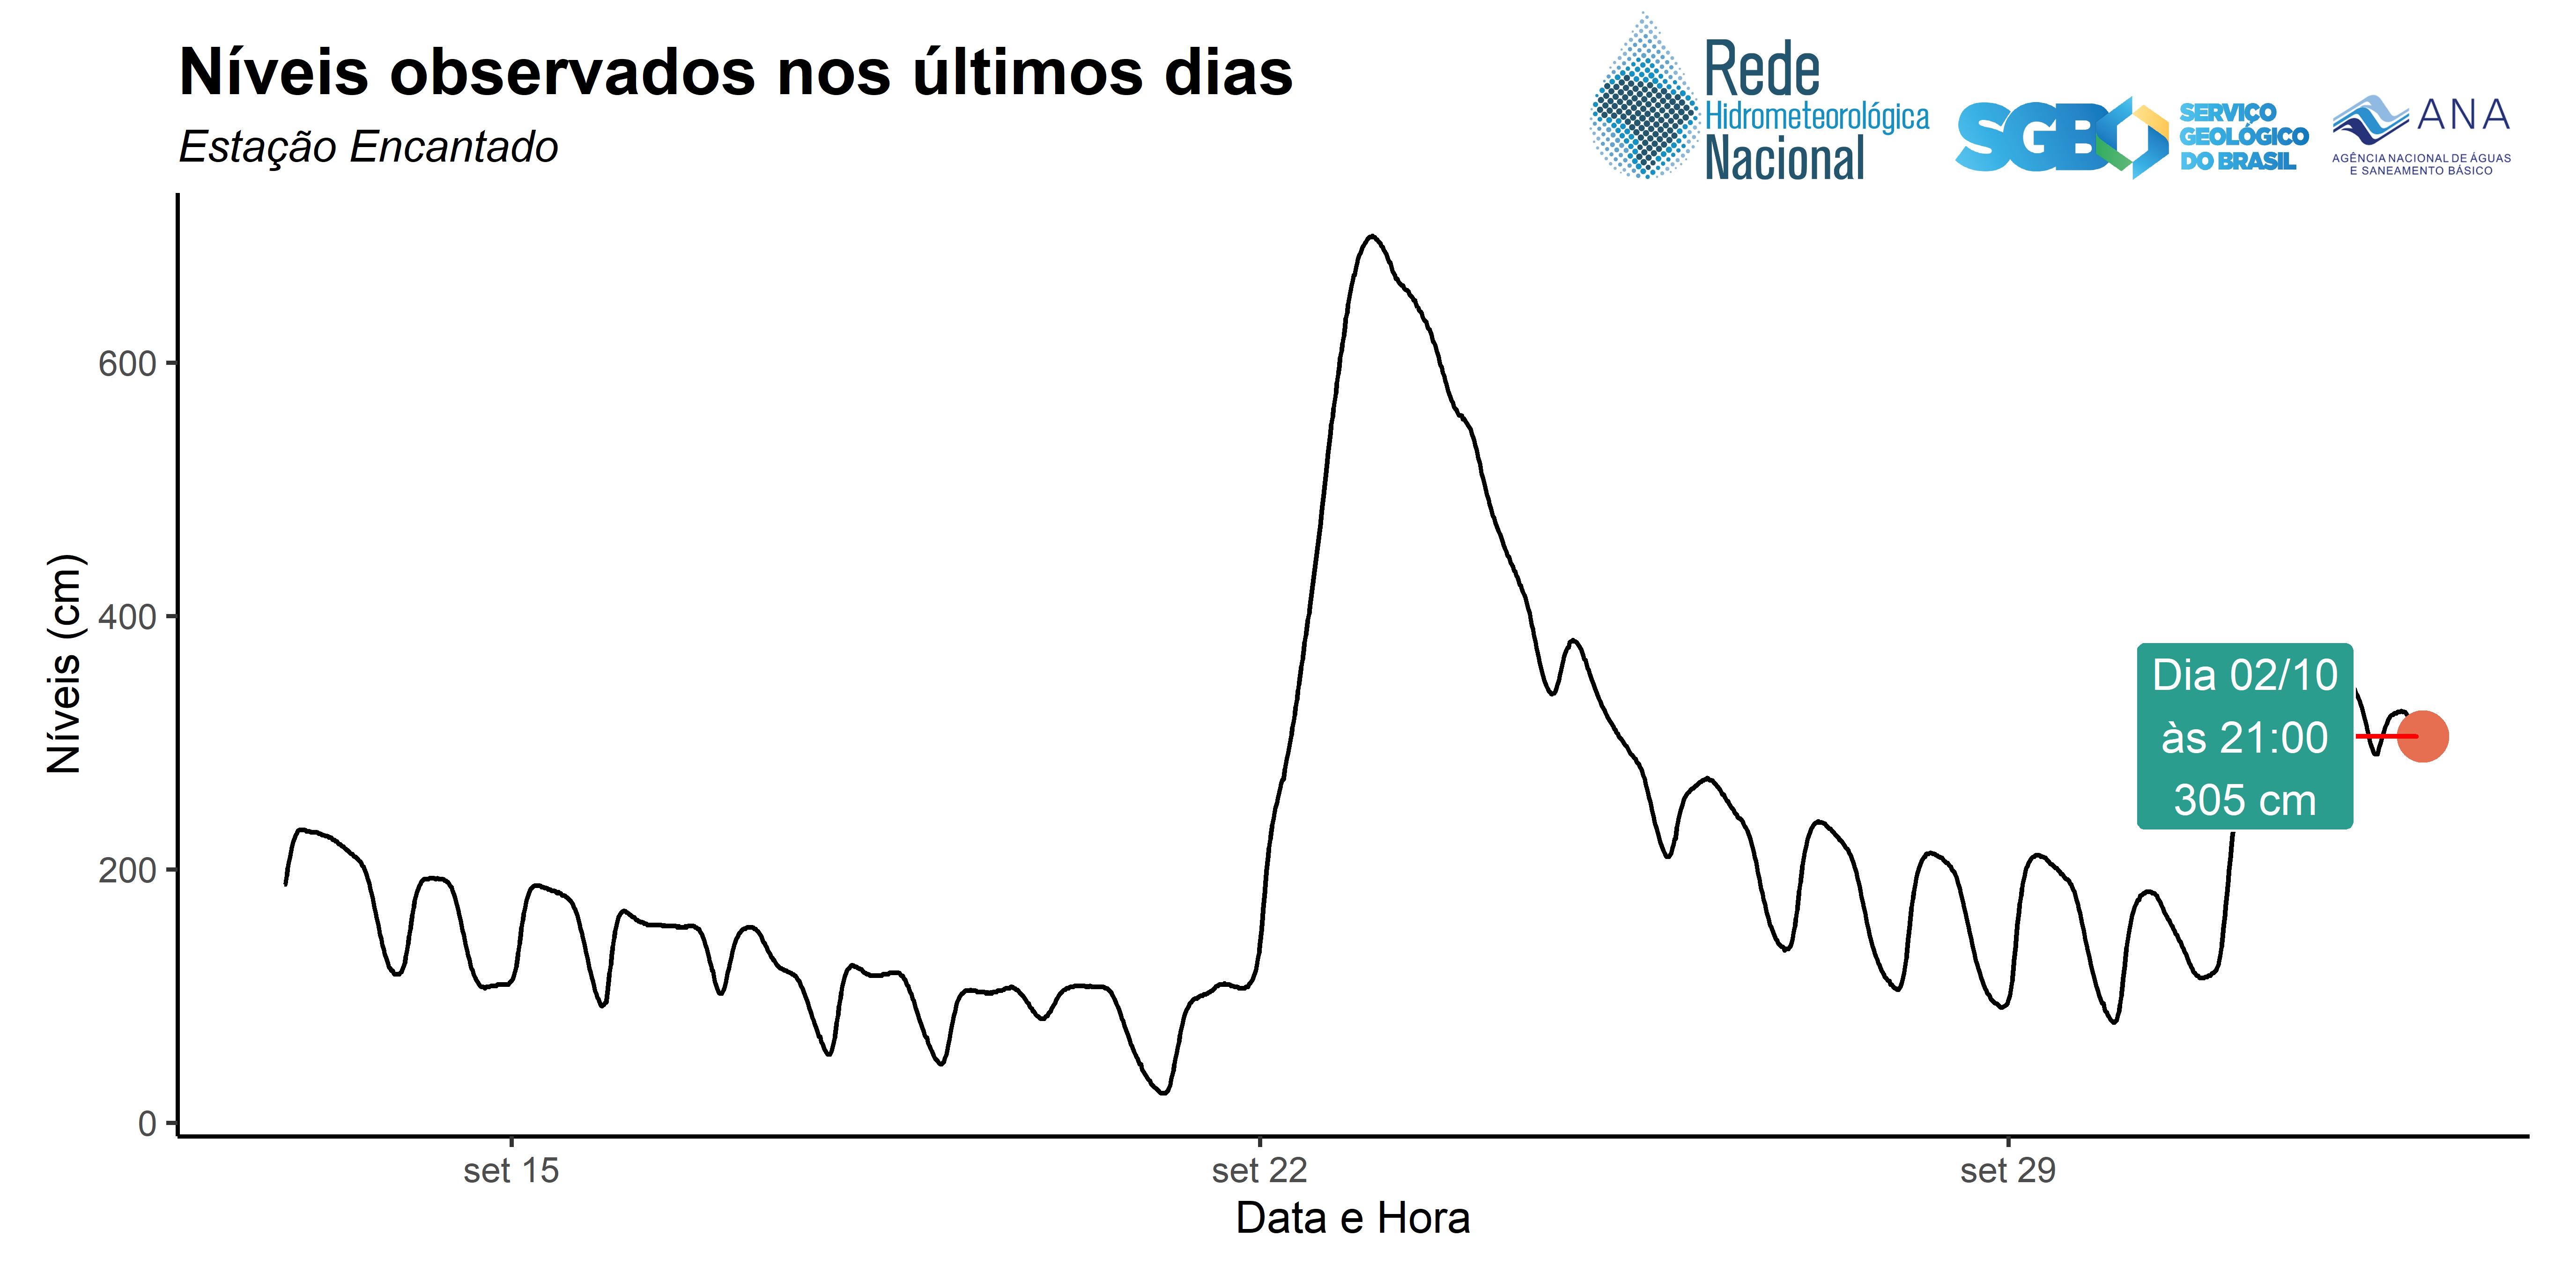 Níveis observados nos últimos dias
Estação Encantado
Rede
Hidrometeorológica
Nacional
SGB
SERVIÇO
GEOLÓGICO
DO BRASIL
ANA
AGÊNCIA NACIONAL DE ÁGUAS
E SANEAMENTO BÁSICO
Níveis (cm)
600
400
200
0
Dia 02/10
às 21:00
305 cm
set 15
set 22
set 29
Data e Hora